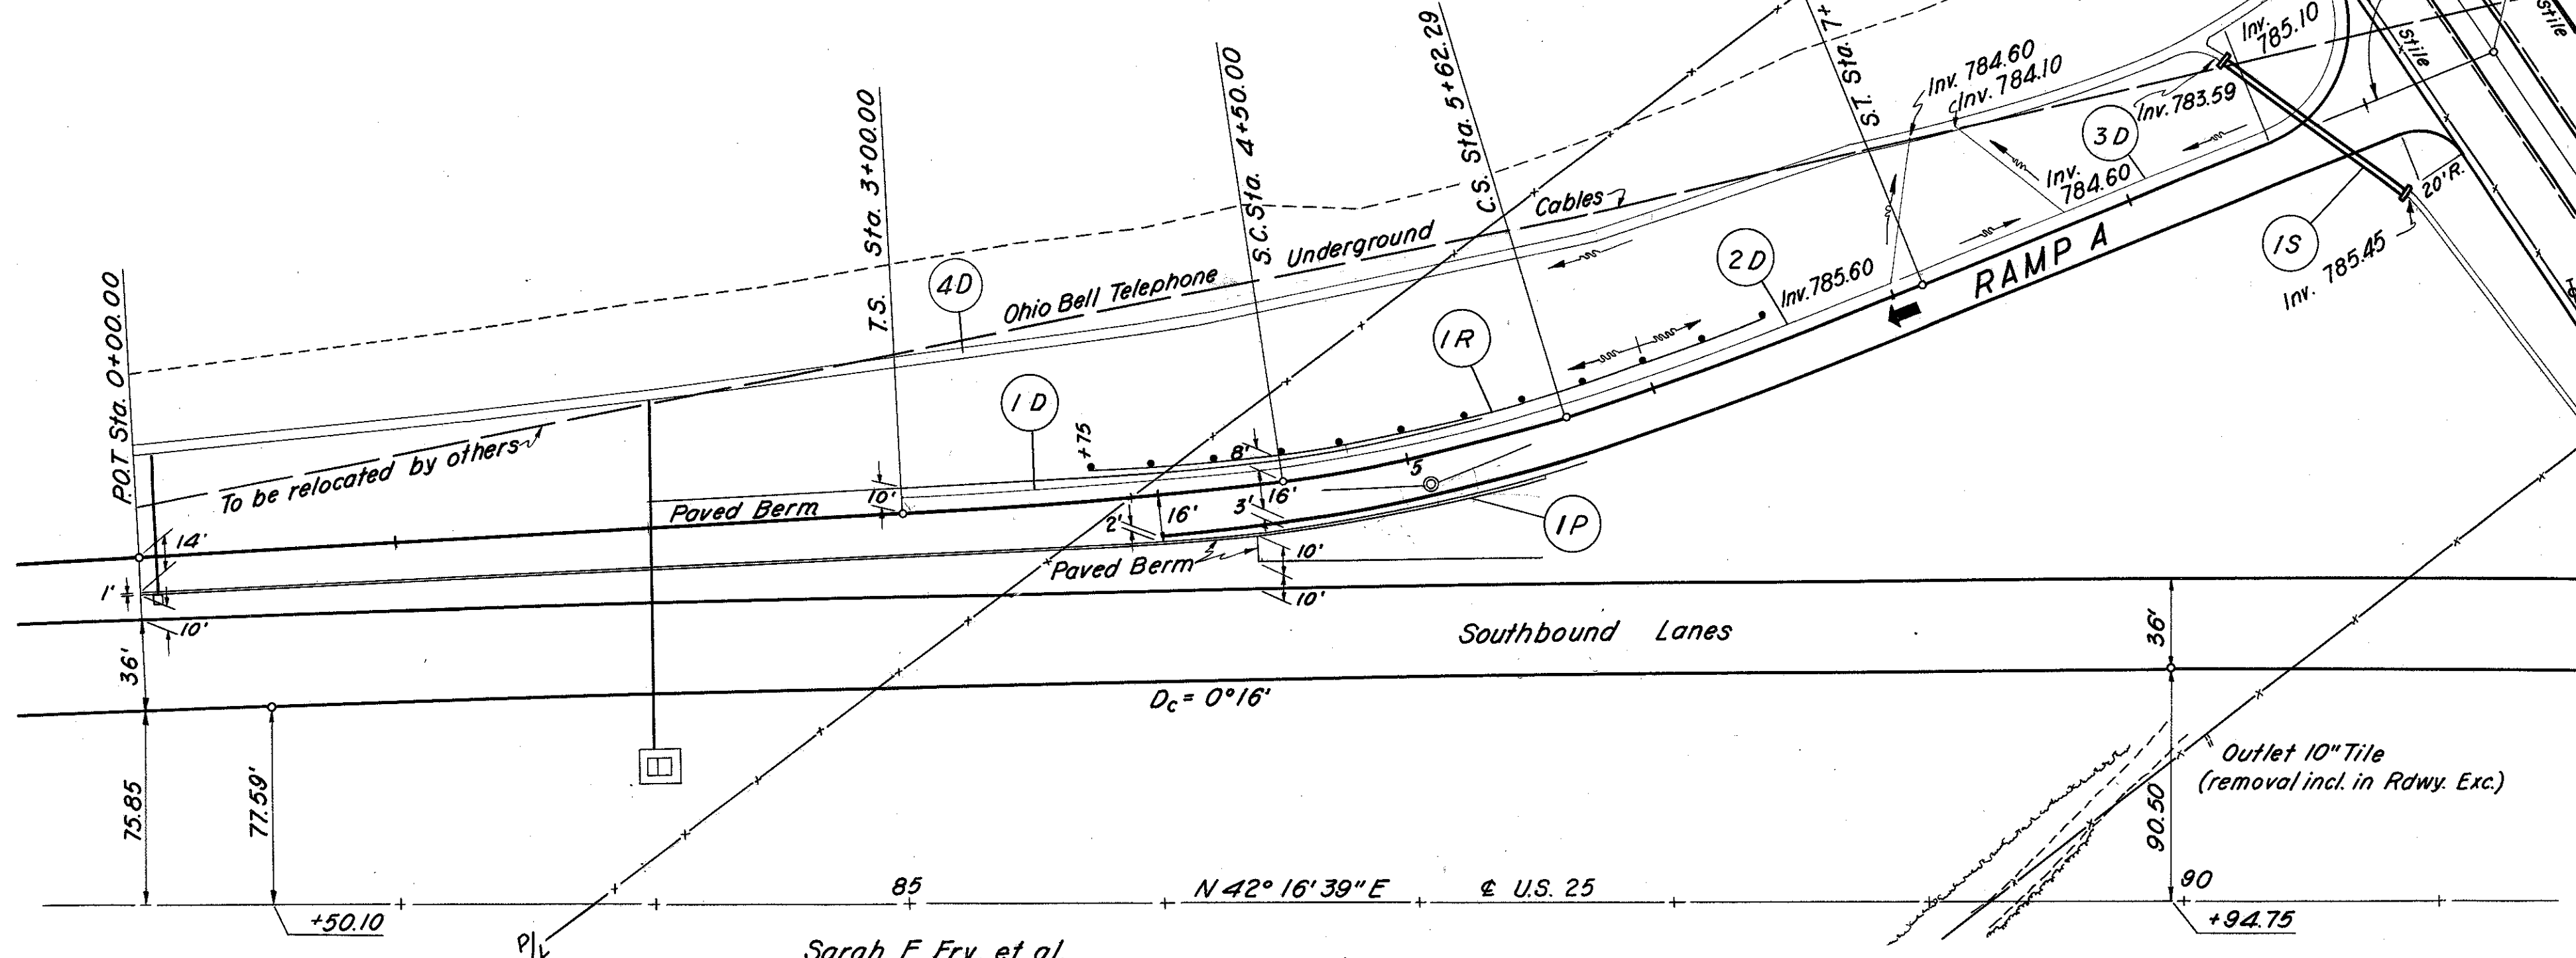 P.O.T Sta. 0+00.00
T.S. Sta. 3+00.00
S.C. Sta. 4+50.00
C.S. Sta. 5+62.29
S.T. Sta. 7+
Inv. 784.60
Inv. 784.10
Inv. 785.10
Stile
Stile
Inv. 783.59
3D
Inv. 784.60
20'R.
1S
Inv. 785.45
RAMP A
Cables
Underground
Ohio Bell Telephone
4D
2D
Inv. 785.60
1R
1D
+75
8'
5
To be relocated by others
10'
Paved Berm
16'
3'
16'
2'
1P
14'
10'
Paved Berm
1'
10'
10'
36'
Southbound Lanes
36'
Dc = 0°16'
75.85
77.59'
90.50
Outlet 10" Tile
(removal incl. in Rdwy. Exc.)
85
N 42° 16' 39" E
℄ U.S. 25
90
+50.10
+94.75
P/L
Sarah F Fry et al